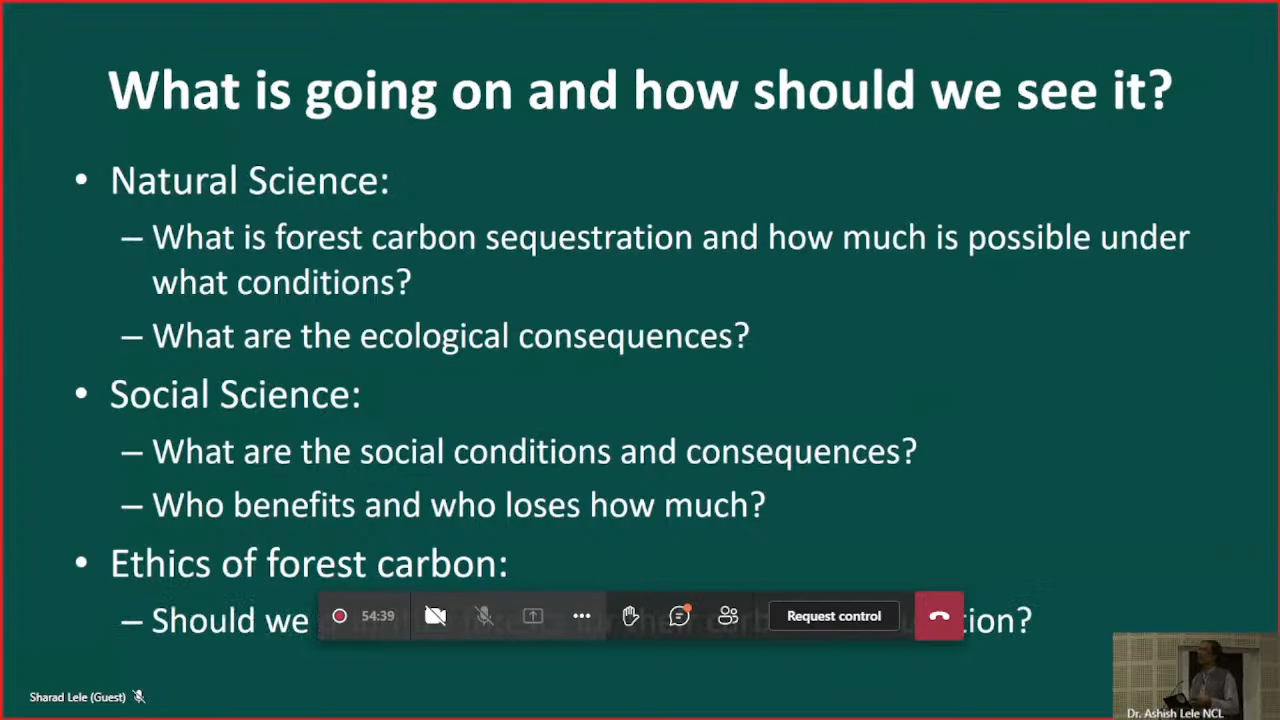 What is going on and how should we see it?
• Natural Science:
– What is forest carbon sequestration and how much is possible under
what conditions?
– What are the ecological consequences?
• Social Science:
– What are the social conditions and consequences?
– Who benefits and who loses how much?
• Ethics of forest carbon:
– Should we
54:39
Request control
Sharad Lele (Guest)
Dr. Ashish Lele NCL